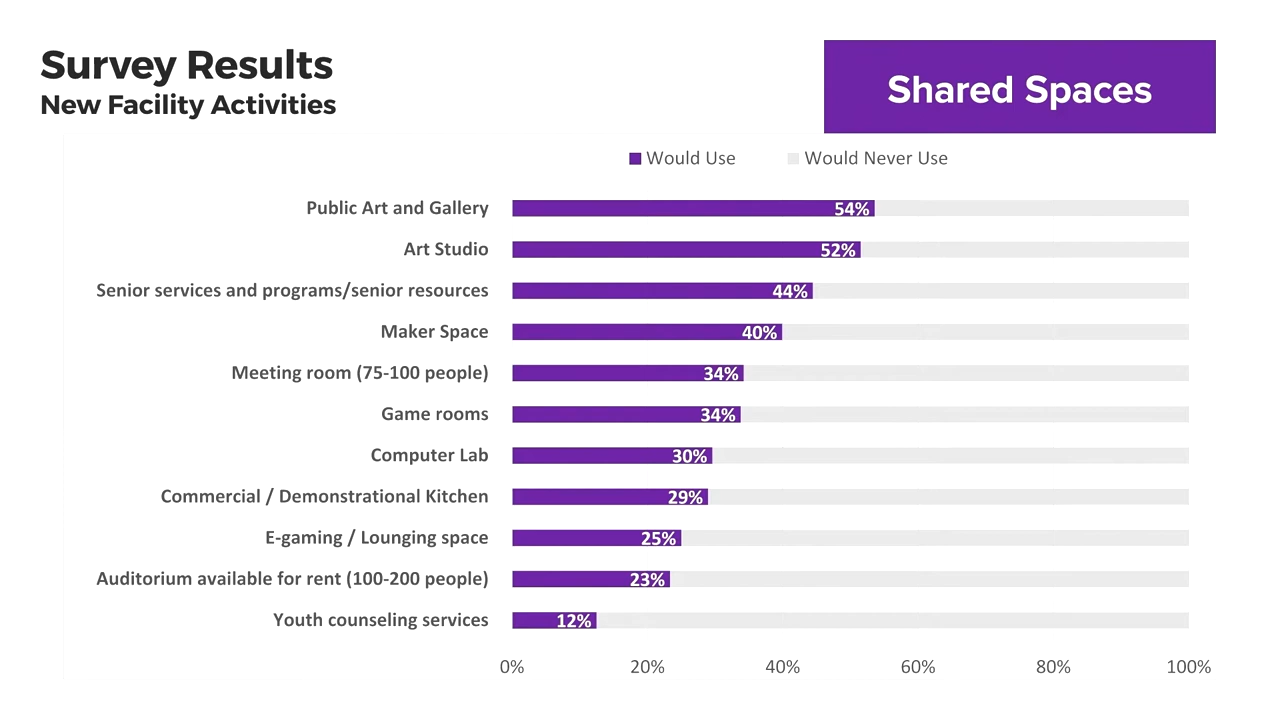 Survey Results
New Facility Activities
Shared Spaces
Would Use
Would Never Use
Public Art and Gallery 54%
Art Studio 52%
Senior services and programs/senior resources 44%
Maker Space 40%
Meeting room (75-100 people) 34%
Game rooms 34%
Computer Lab 30%
Commercial / Demonstrational Kitchen 29%
E-gaming / Lounging space 25%
Auditorium available for rent (100-200 people) 23%
Youth counseling services 12%
0% 20% 40% 60% 80% 100%